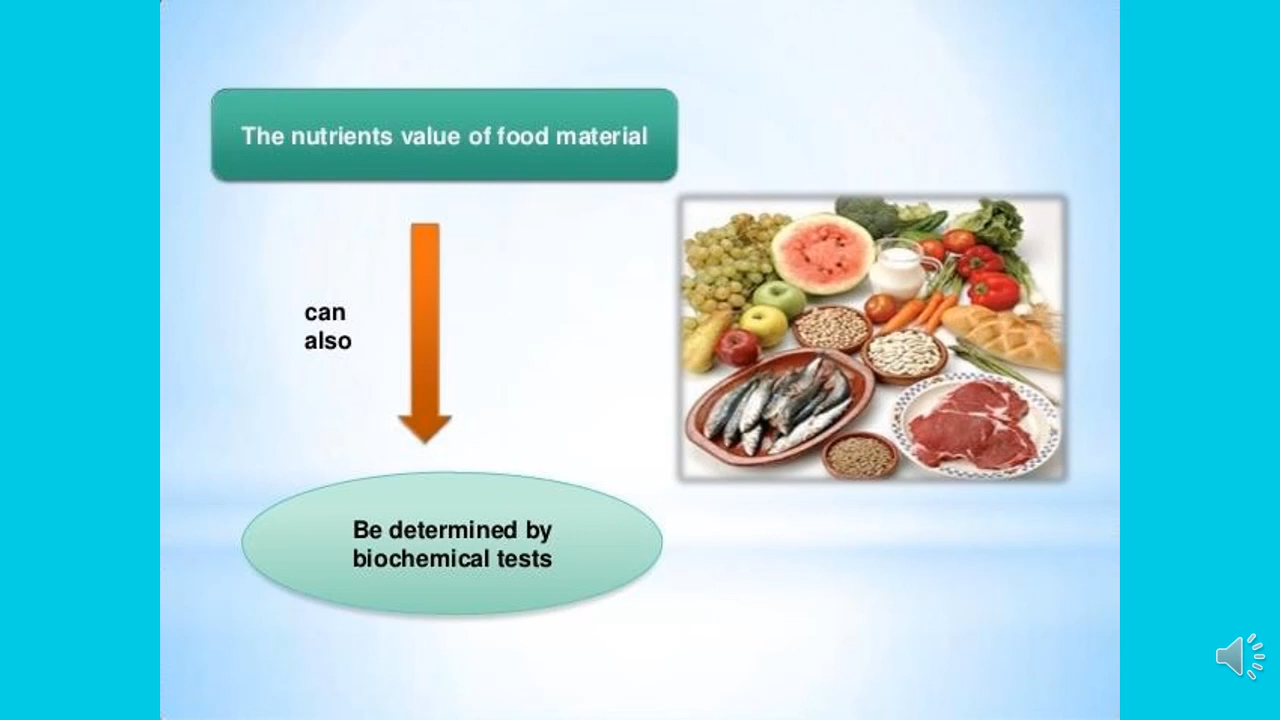 The nutrients value of food material
can
also
Be determined by
biochemical tests